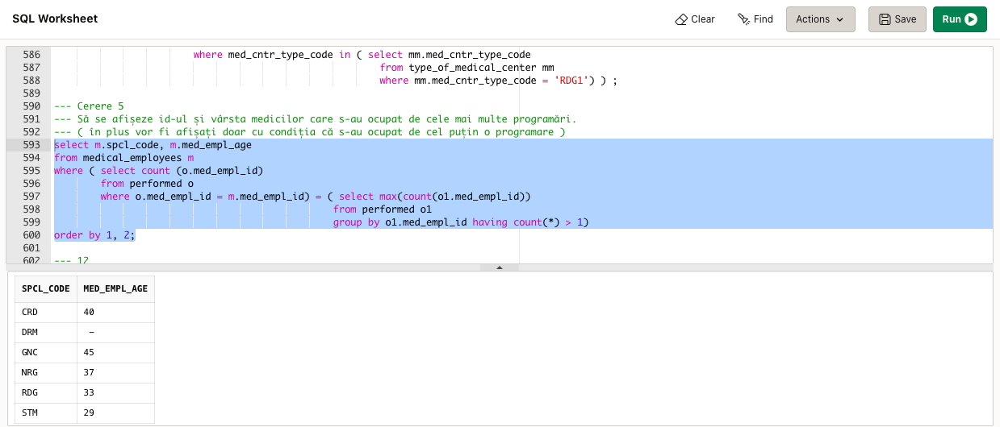 SQL Worksheet
Clear Find Actions Save Run
586 where med_cntr_type_code in ( select mm.med_cntr_type_code
587 from type_of_medical_center mm
588 where mm.med_cntr_type_code = 'RDG1') ) ;
589
590 --- Cerere 5
591 --- Să se afișeze id-ul și vârsta medicilor care s-au ocupat de cele mai multe programări.
592 --- ( în plus vor fi afișați doar cu condiția că s-au ocupat de cel puțin o programare )
593 select m.spcl_code, m.med_empl_age
594 from medical_employees m
595 where ( select count (o.med_empl_id)
596 from performed o
597 where o.med_empl_id = m.med_empl_id) = ( select max(count(o1.med_empl_id))
598 from performed o1
599 group by o1.med_empl_id having count(*) > 1)
600 order by 1, 2;
601
602 --- 12
SPCL_CODE MED_EMPL_AGE
CRD 40
DRM -
GNC 45
NRG 37
RDG 33
STM 29